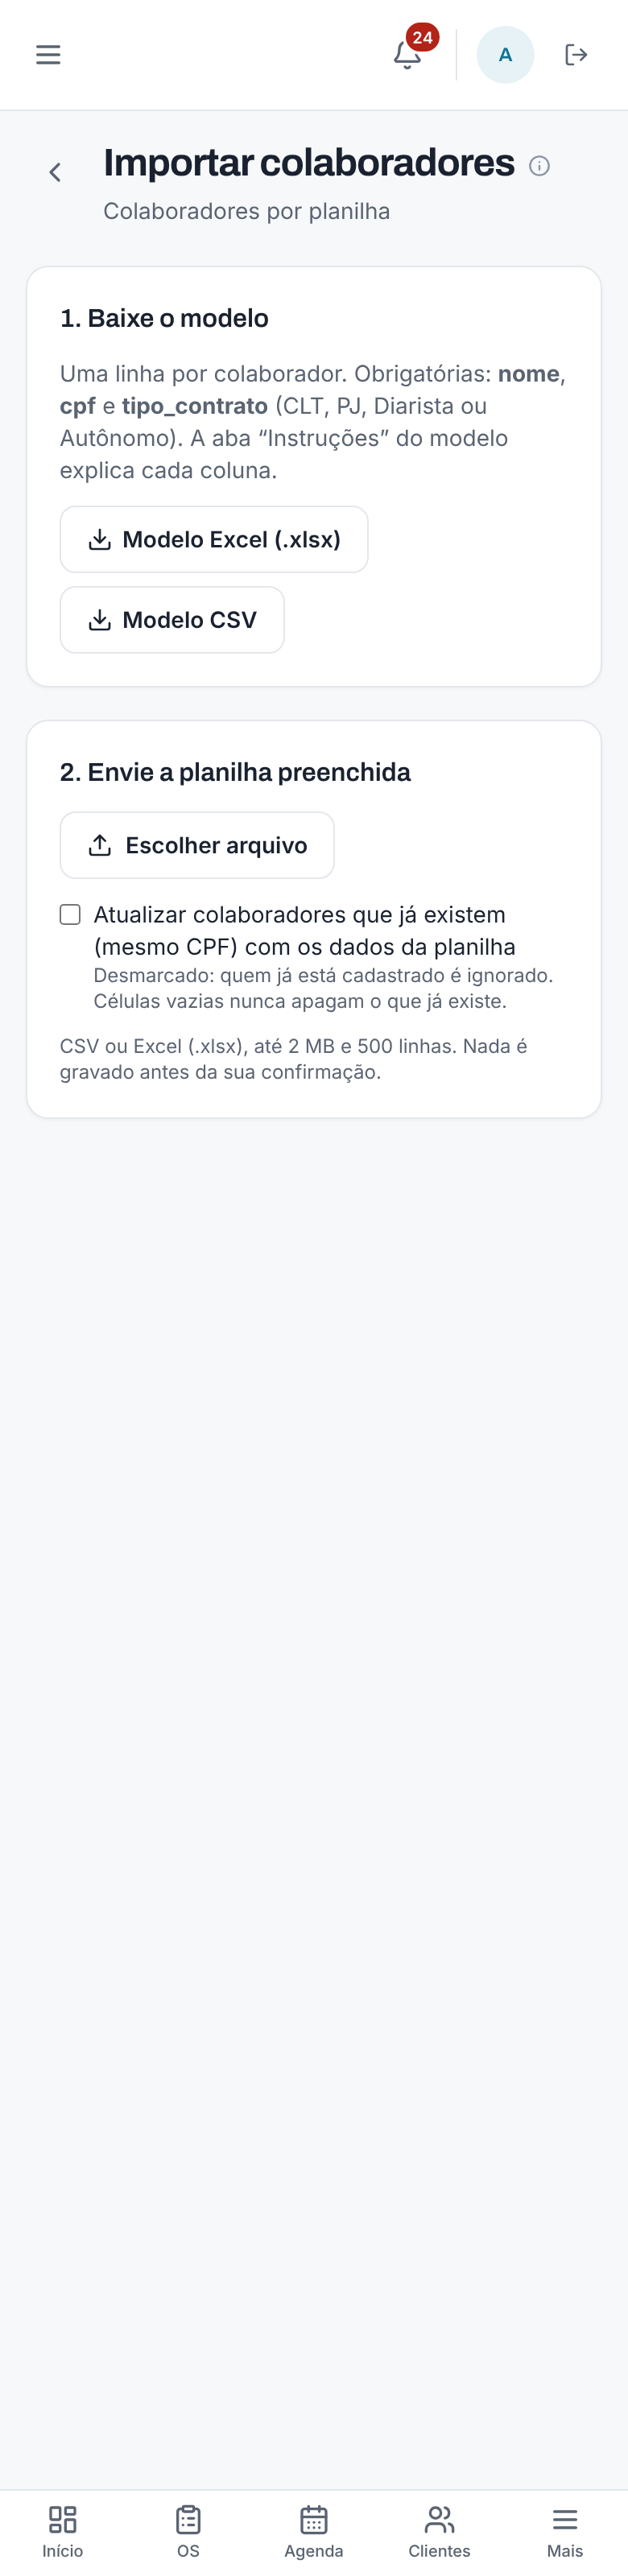 24
A
Importar colaboradores
Colaboradores por planilha
1. Baixe o modelo
Uma linha por colaborador. Obrigatórias: nome,
cpf e tipo_contrato (CLT, PJ, Diarista ou
Autônomo). A aba “Instruções” do modelo
explica cada coluna.
Modelo Excel (.xlsx)
Modelo CSV
2. Envie a planilha preenchida
Escolher arquivo
Atualizar colaboradores que já existem
(mesmo CPF) com os dados da planilha
Desmarcado: quem já está cadastrado é ignorado.
Células vazias nunca apagam o que já existe.
CSV ou Excel (.xlsx), até 2 MB e 500 linhas. Nada é
gravado antes da sua confirmação.
Início
OS
Agenda
Clientes
Mais